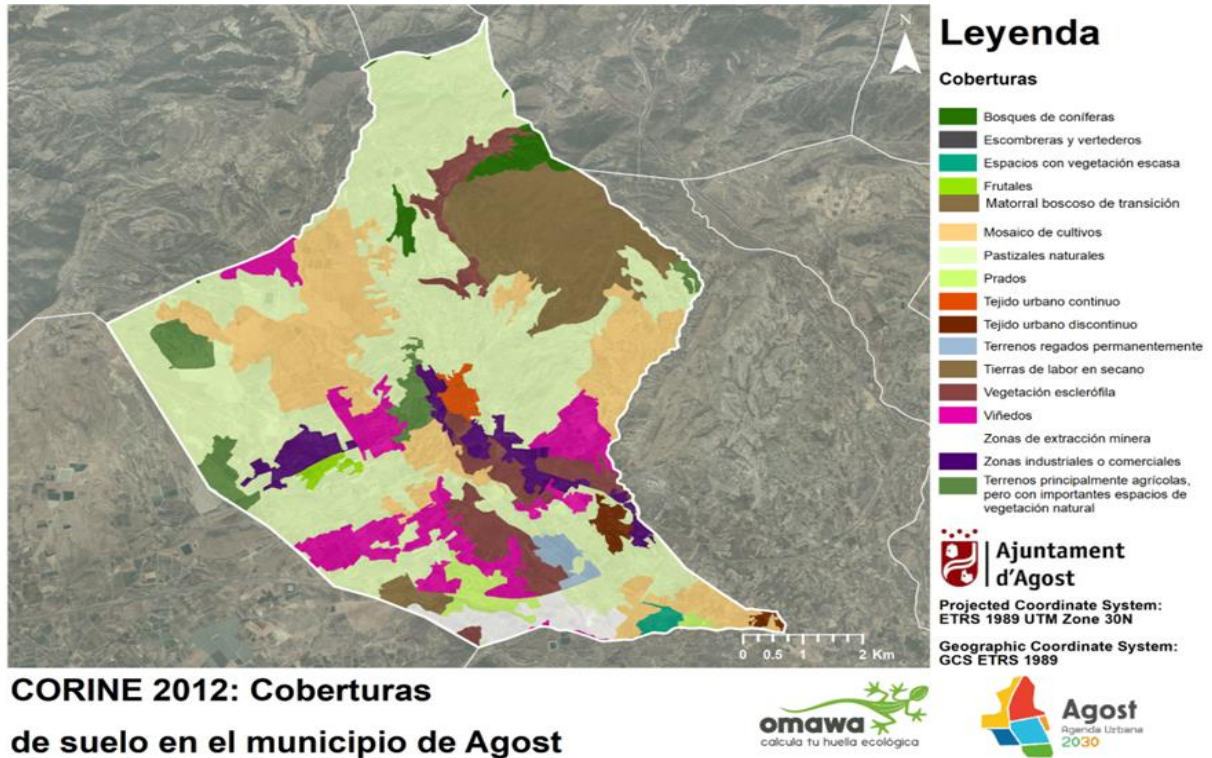 N
Leyenda
Coberturas
Bosques de coníferas
Escombreras y vertederos
Espacios con vegetación escasa
Frutales
Matorral boscoso de transición
Mosaico de cultivos
Pastizales naturales
Prados
Tejido urbano continuo
Tejido urbano discontinuo
Terrenos regados permanentemente
Tierras de labor en secano
Vegetación esclerófila
Viñedos
Zonas de extracción minera
Zonas industriales o comerciales
Terrenos principalmente agrícolas,
pero con importantes espacios de
vegetación natural
Ajuntament
d'Agost
Projected Coordinate System:
ETRS 1989 UTM Zone 30N
Geographic Coordinate System:
GCS ETRS 1989
0 0.5 1 2 Km
CORINE 2012: Coberturas
de suelo en el municipio de Agost
omawa
calcula tu huella ecológica
Agost
Agenda Urbana
2030